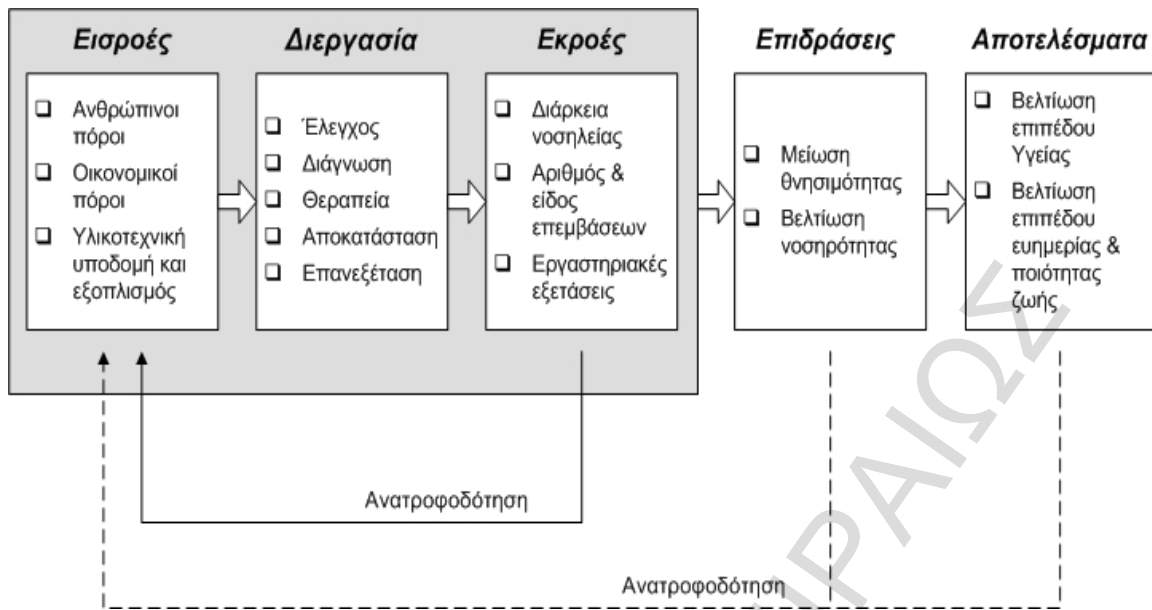 Εισροές
Ανθρώπινοι
πόροι
Οικονομικοί
πόροι
Υλικοτεχνική
υποδομή και
εξοπλισμός
Διεργασία
Έλεγχος
Διάγνωση
Θεραπεία
Αποκατάσταση
Επανεξέταση
Εκροές
Διάρκεια
νοσηλείας
Αριθμός &
είδος
επεμβάσεων
Εργαστηριακές
εξετάσεις
Επιδράσεις
Μείωση
θνησιμότητας
Βελτίωση
νοσηρότητας
Αποτελέσματα
Βελτίωση
επιπέδου
Υγείας
Βελτίωση
επιπέδου
ευημερίας &
ποιότητας
ζωής
Ανατροφοδότηση
Ανατροφοδότηση